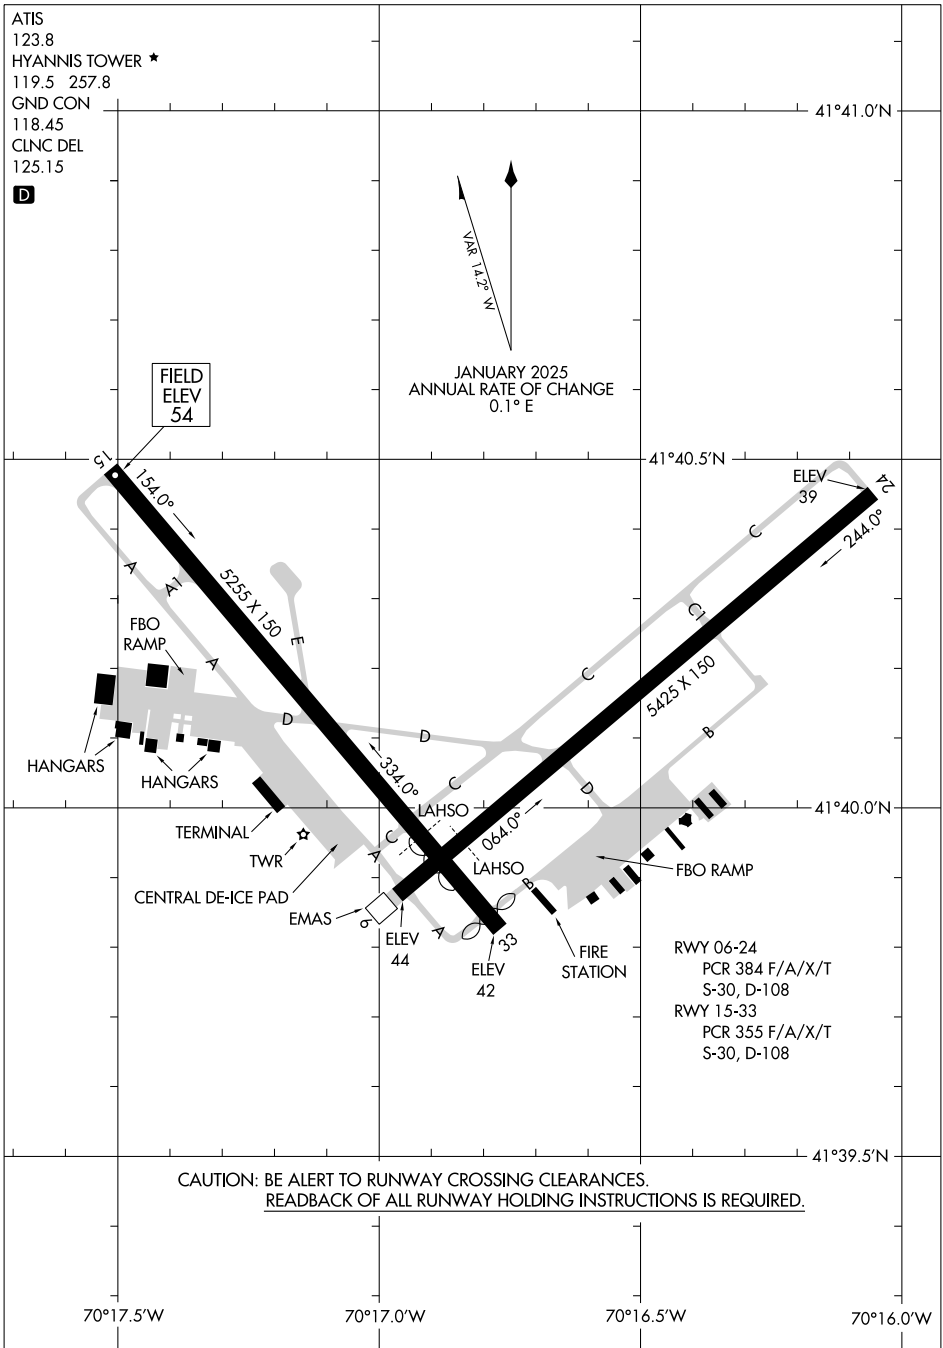 ATIS
123.8
HYANNIS TOWER
119.5 257.8
GND CON
118.45
CLNC DEL
125.15
D
41°41.0'N
VAR 14.2° W
JANUARY 2025
ANNUAL RATE OF CHANGE
0.1° E
FIELD
ELEV
54
15
154.0°
41°40.5'N
ELEV
39
24
244.0°
A
A1
5255 X 150
C
FBO
RAMP
A
E
C1
C
5425 X 150
D
D
B
HANGARS
HANGARS
334.0°
C
D
LAHSO
41°40.0'N
TERMINAL
TWR
C
A
064.0°
LAHSO
FBO RAMP
CENTRAL DE-ICE PAD
B
EMAS
6
ELEV
44
A
33
ELEV
42
FIRE
STATION
RWY 06-24
PCR 384 F/A/X/T
S-30, D-108
RWY 15-33
PCR 355 F/A/X/T
S-30, D-108
41°39.5'N
CAUTION: BE ALERT TO RUNWAY CROSSING CLEARANCES.
READBACK OF ALL RUNWAY HOLDING INSTRUCTIONS IS REQUIRED.
70°17.5'W
70°17.0'W
70°16.5'W
70°16.0'W